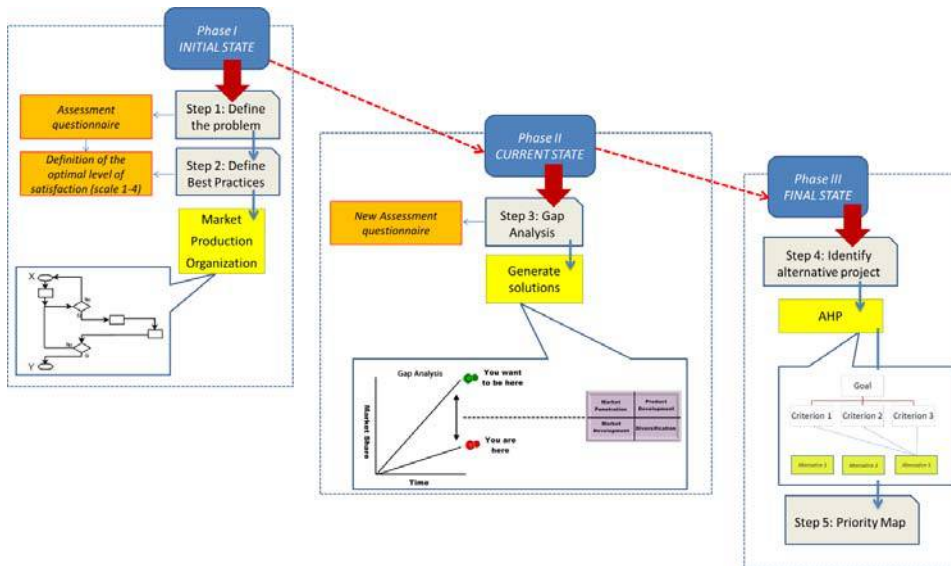 Phase I
INITIAL STATE
Step 1: Define
the problem
Assessment
questionnaire
Step 2: Define
Best Practices
Definition of the
optimal level of
satisfaction (scale 1-4)
Market
Production
Organization
X
No
Y
Phase II
CURRENT STATE
Step 3: Gap
Analysis
New Assessment
questionnaire
Generate
solutions
Gap Analysis
You want
to be here
Market Share
You are
here
Time
Market
Penetration
Product
Development
Market
Development
Diversification
Phase III
FINAL STATE
Step 4: Identify
alternative project
AHP
Goal
Criterion 1
Criterion 2
Criterion 3
Step 5: Priority Map